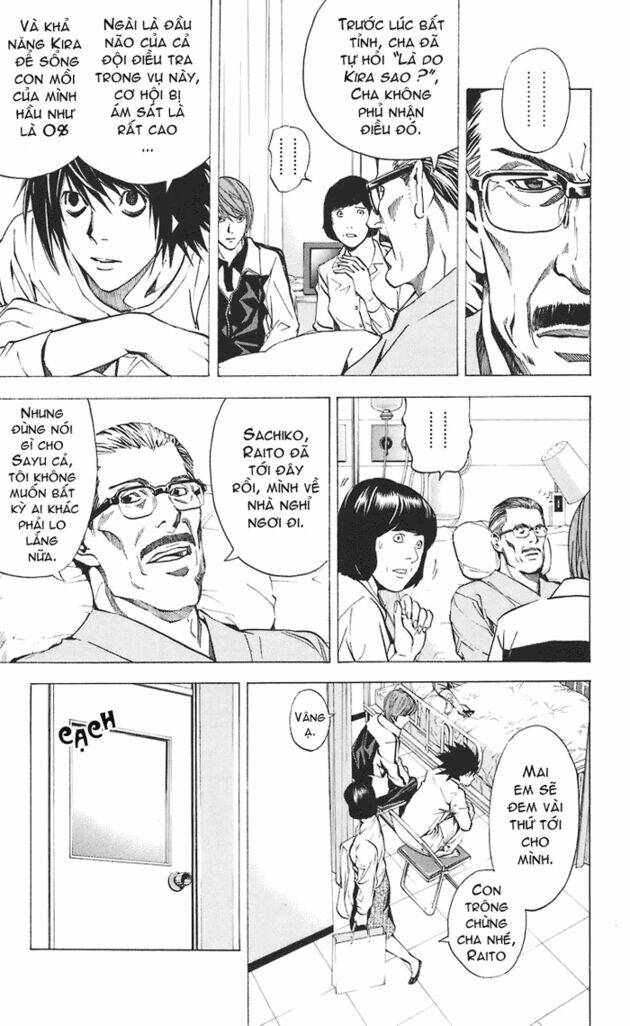 ......
......
TRƯỚC LÚC BẤT
TỈNH, CHA ĐÃ
TỰ HỎI "LÀ DO
KIRA SAO ?",
CHA KHÔNG
PHỦ NHẬN
ĐIỀU ĐÓ.
......
NGÀI LÀ ĐẦU
NÃO CỦA CẢ
ĐỘI ĐIỀU TRA
TRONG VỤ NÀY,
CƠ HỘI BỊ
ÁM SÁT LÀ
RẤT CAO
...
VÀ KHẢ
NĂNG KIRA
ĐỂ SỔNG
CON MỒI
CỦA MÌNH
HẦU NHƯ
LÀ 0%
......
SACHIKO,
RAITO ĐÃ
TỚI ĐÂY
RỒI, MÌNH VỀ
NHÀ NGHỈ
NGƠI ĐI.
NHƯNG
ĐỪNG NÓI
GÌ CHO
SAYU CẢ,
TÔI KHÔNG
MUỐN BẤT
KỲ AI KHÁC
PHẢI LO
LẮNG
NỮA.
MAI
EM SẼ
ĐEM VÀI
THỨ TỚI
CHO
MÌNH.
CON
TRÔNG
CHỪNG
CHA NHÉ,
RAITO
VÂNG
Ạ.
CẠCH